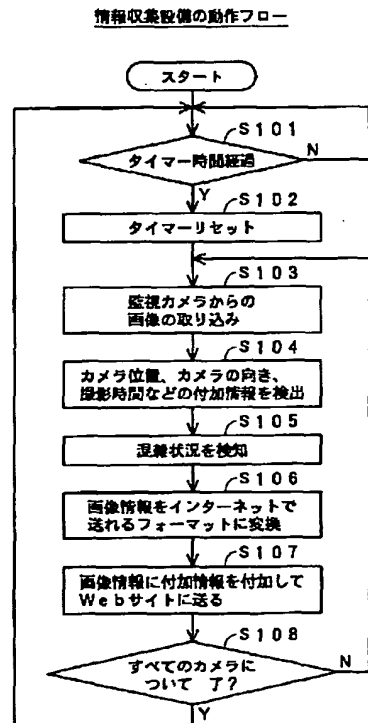 情報収集設備の動作フロー
スタート
S101
タイマー時間経過
N
Y
S102
タイマーリセット
S103
監視カメラからの
画像の取り込み
S104
カメラ位置、カメラの向き、
撮影時間などの付加情報を検出
S105
混雑状況を検知
S106
画像情報をインターネットで
送れるフォーマットに変換
S107
画像情報に付加情報を付加して
Webサイトに送る
S108
すべてのカメラに
ついて 了?
N
Y